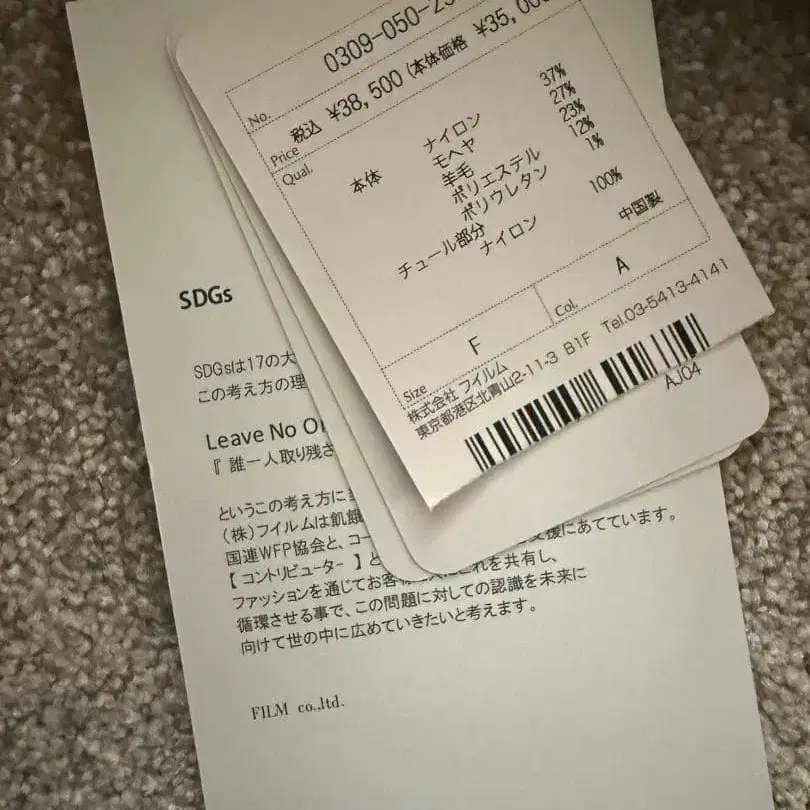 No. 0309-050-23
Price 税込 ¥38,500 (本体価格 ¥35,00
Qual.
本体 ナイロン 37%
モヘヤ 27%
羊毛 23%
ポリエステル 12%
ポリウレタン 1%
チュール部分
ナイロン 100%
中国製
Size F Col. A
株式会社 フイルム
東京都港区北青山2-11-3 B1F Tel.03-5413-4141
AJ04
SDGs
SDGsは17の大
この考え方の理
Leave No O
『 誰一人取り残さ
というこの考え方に
(株)フイルムは飢餓
国連WFP協会と、コー 支援にあてています。
【 コントリビューター 】と これを共有し、
ファッションを通じてお客様
循環させる事で、この問題に対しての認識を未来に
向けて世の中に広めていきたいと考えます。
FILM co.,ltd.